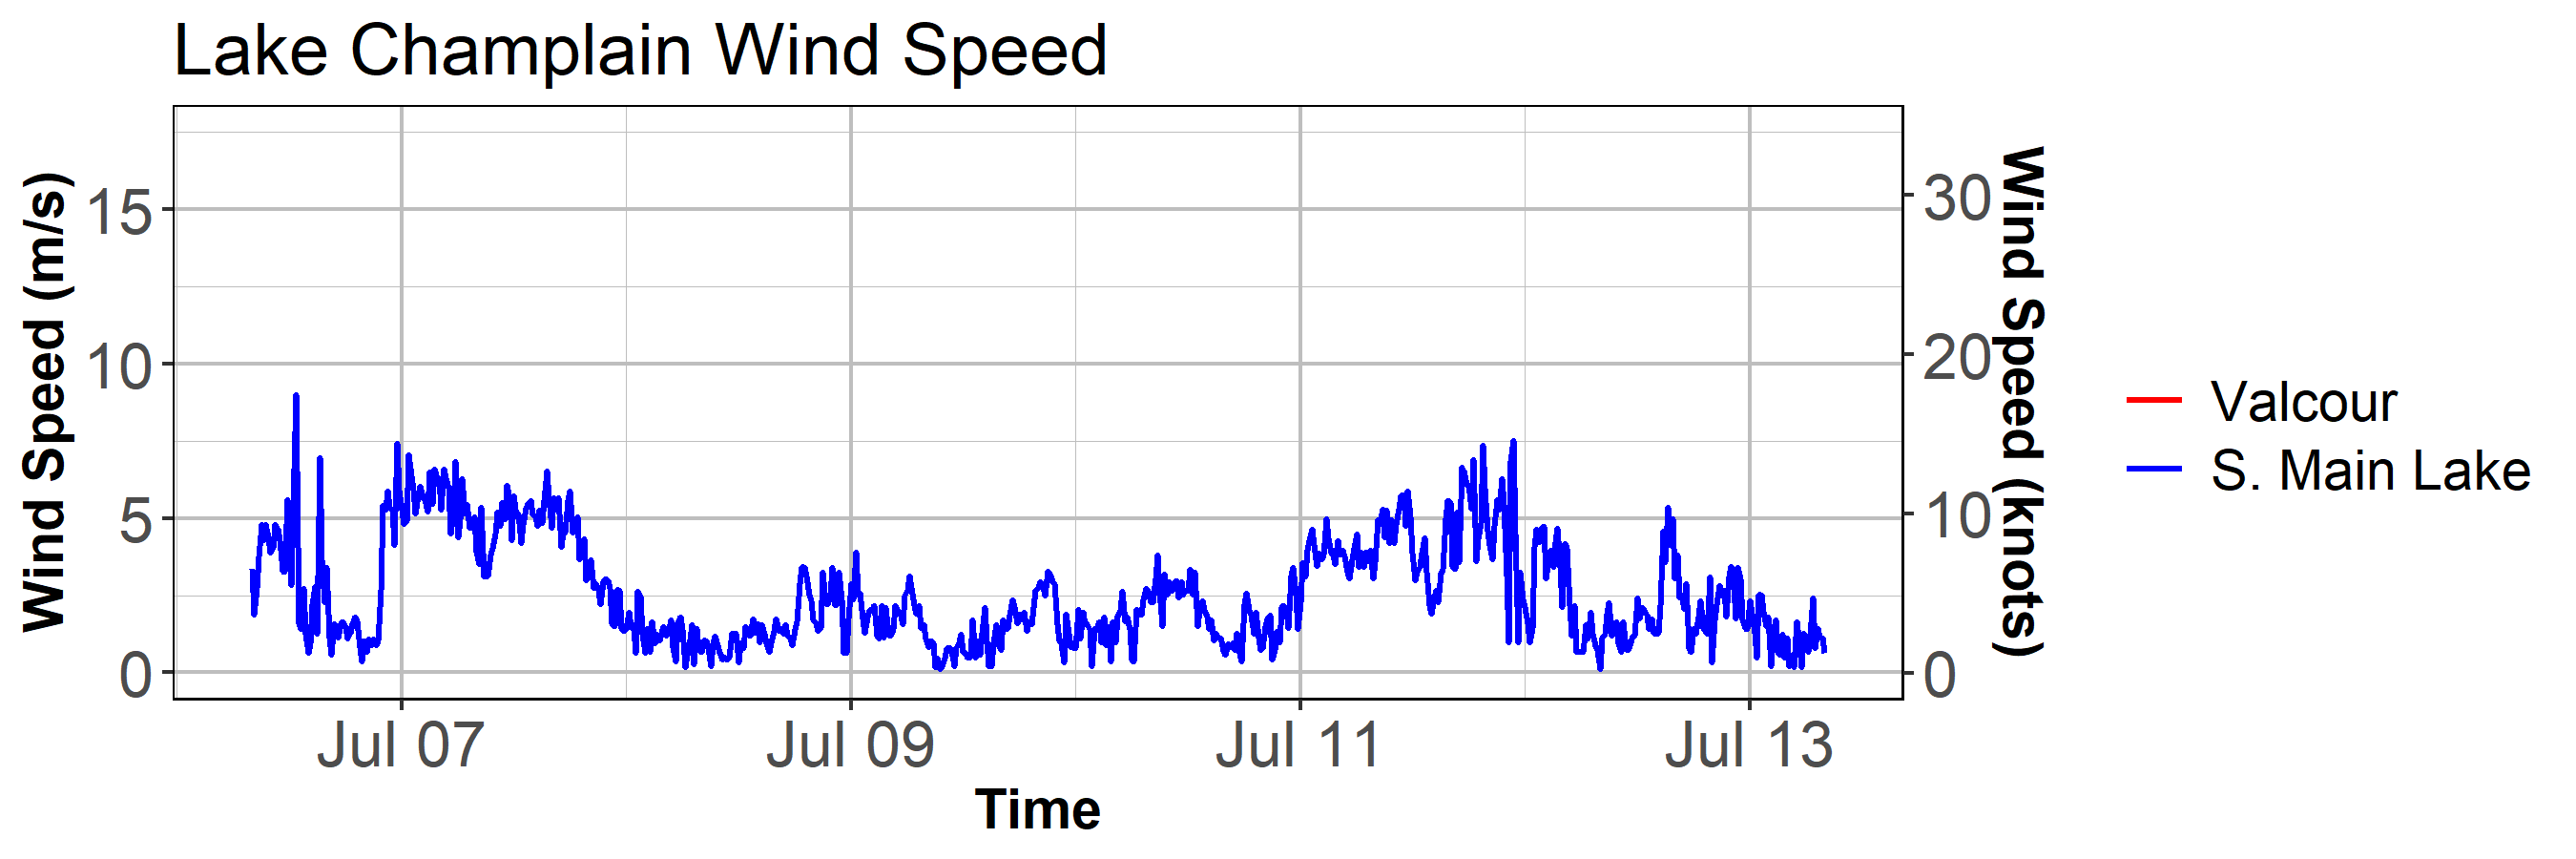 Lake Champlain Wind Speed
Wind Speed (m/s)
15
10
5
0
30
20
10
0
Wind Speed (knots)
Jul 07
Jul 09
Jul 11
Jul 13
Time
Valcour
S. Main Lake